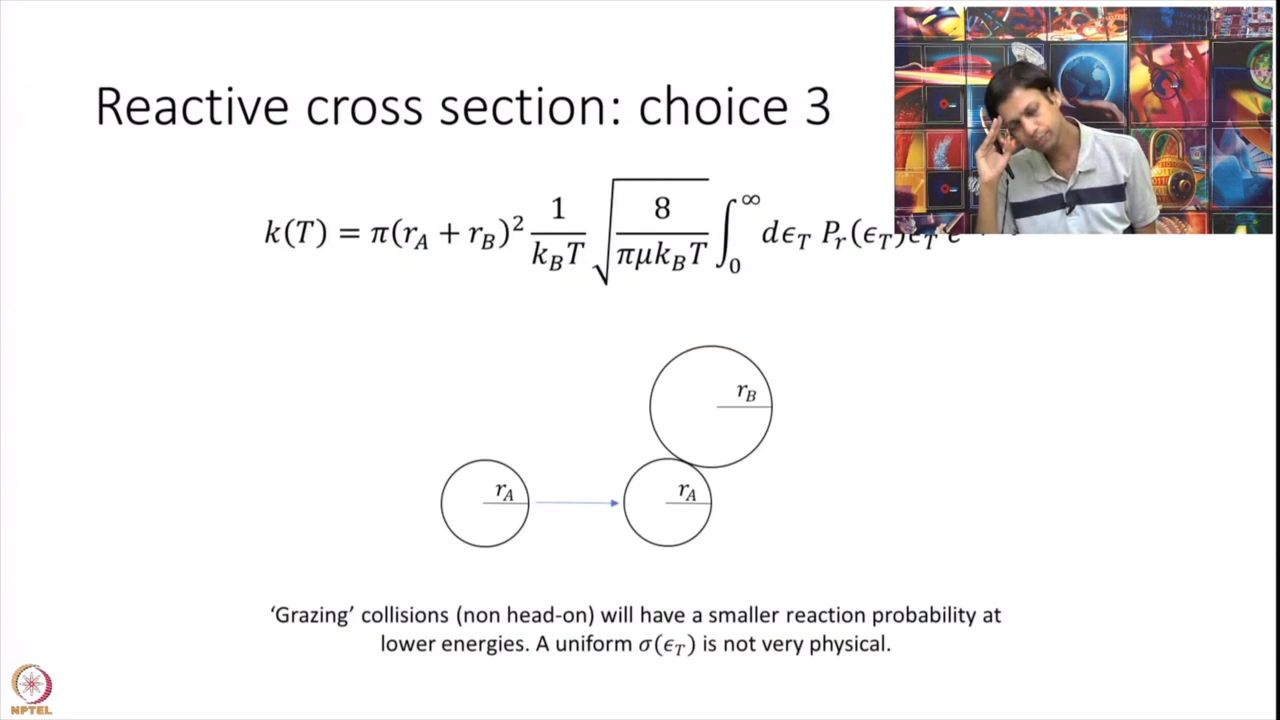 Reactive cross section: choice 3
k(T) = π(r_A + r_B)² 1/(k_BT) √(8/(πμk_BT)) ∫₀^∞ dϵ_T P_r(ϵ_T)ϵ_T e
r_B
r_A r_A
‘Grazing’ collisions (non head-on) will have a smaller reaction probability at
lower energies. A uniform σ(ϵ_T) is not very physical.
NPTEL